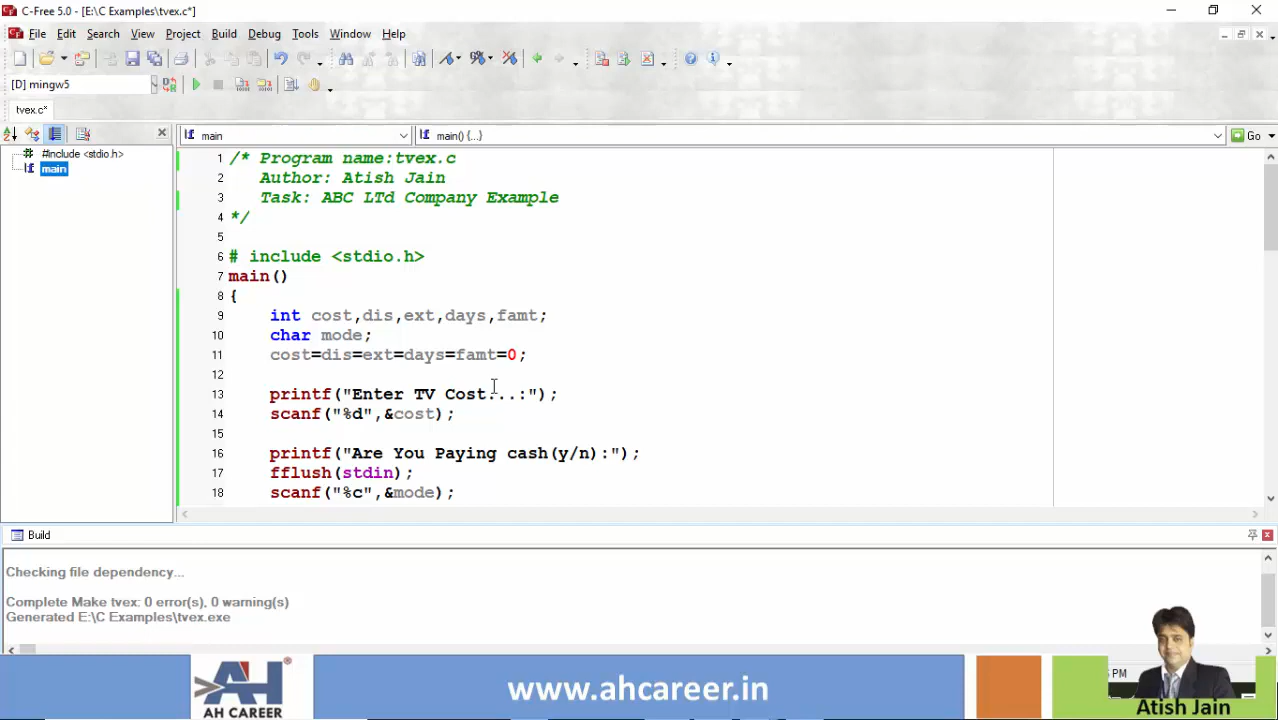 C-Free 5.0 - [E:\C Examples\tvex.c*]
File Edit Search View Project Build Debug Tools Window Help
[D] mingw5
tvex.c*
main
main() {...}
Go
#include <stdio.h>
main
1 /* Program name:tvex.c
2 Author: Atish Jain
3 Task: ABC LTd Company Example
4 */
5
6 # include <stdio.h>
7 main()
8 {
9 int cost,dis,ext,days,famt;
10 char mode;
11 cost=dis=ext=days=famt=0;
12
13 printf("Enter TV Cost...:");
14 scanf("%d",&cost);
15
16 printf("Are You Paying cash(y/n):");
17 fflush(stdin);
18 scanf("%c",&mode);
Build
Checking file dependency...
Complete Make tvex: 0 error(s), 0 warning(s)
Generated E:\C Examples\tvex.exe
AH
®
AH CAREER
www.ahcareer.in
PM
Atish Jain